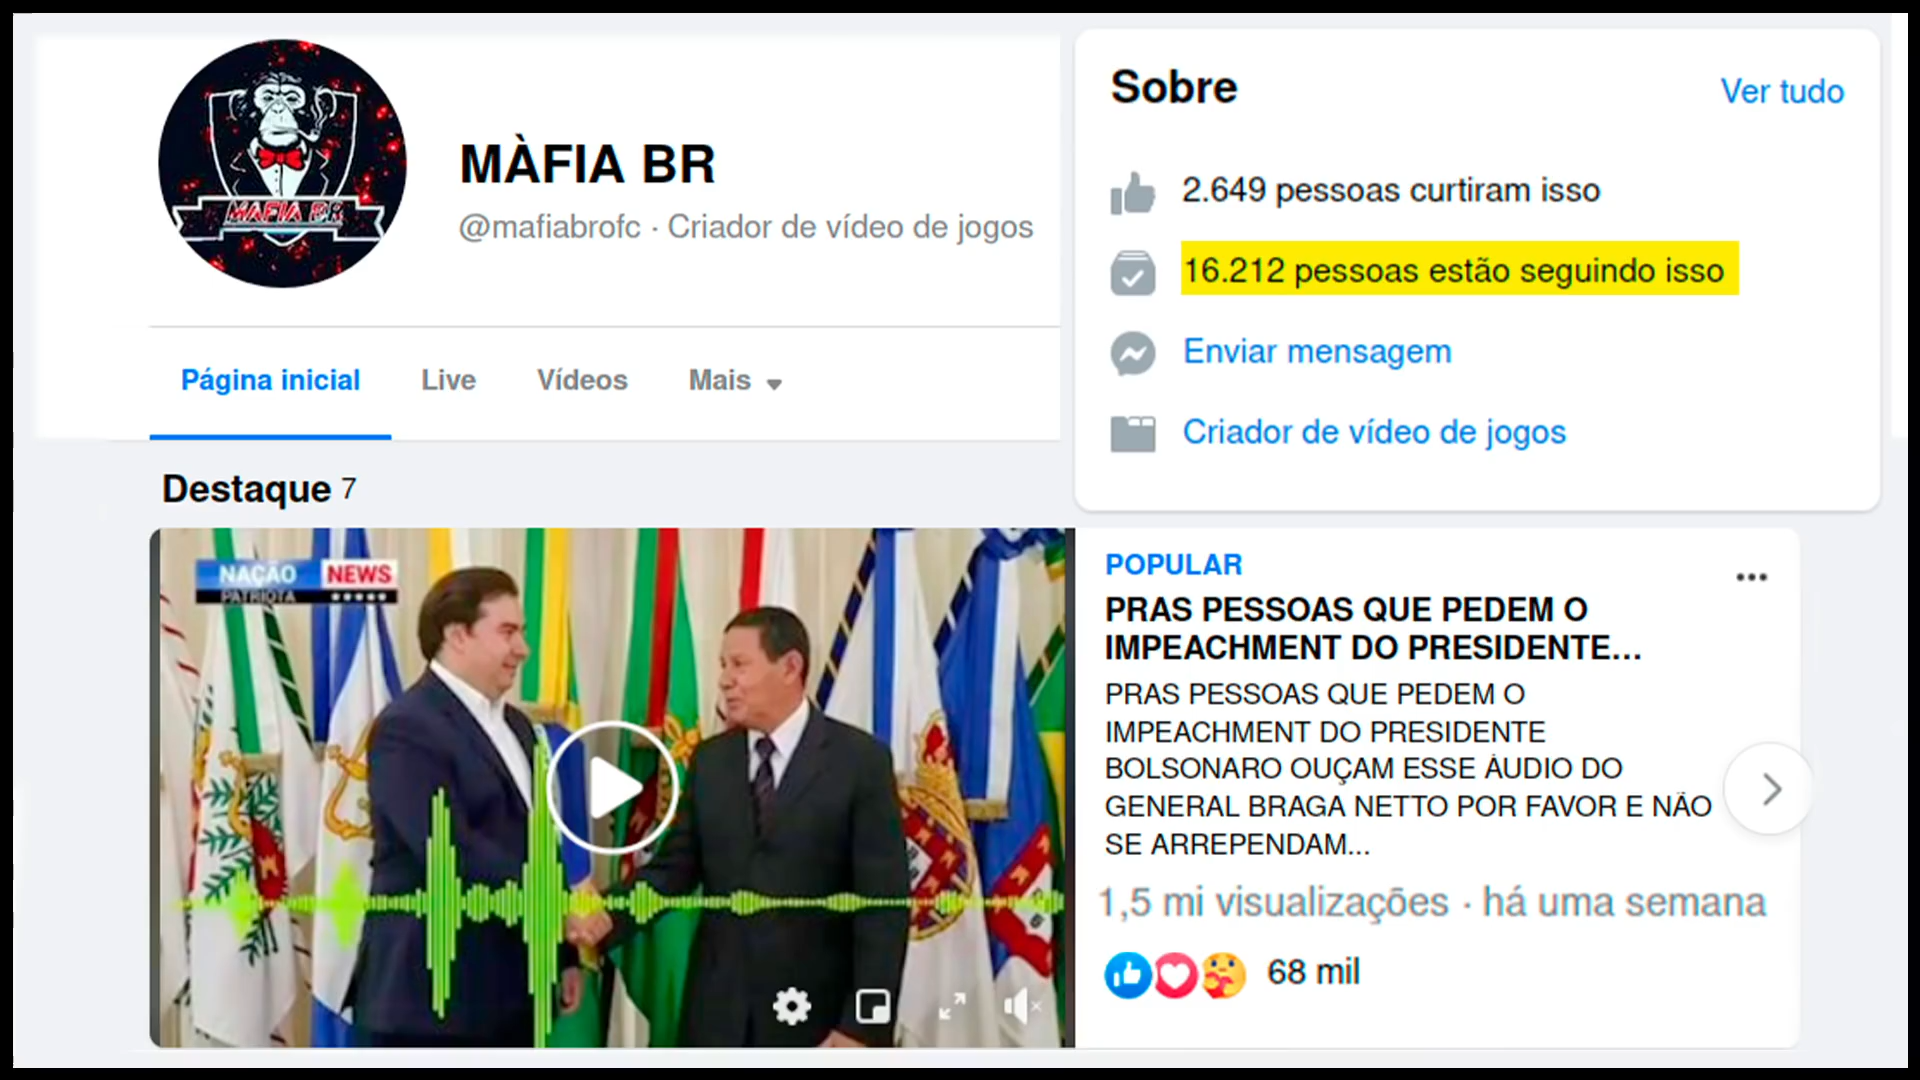 MAFIA BR
MÀFIA BR
@mafiabrofc · Criador de vídeo de jogos
Página inicial
Live
Vídeos
Mais
Sobre
Ver tudo
2.649 pessoas curtiram isso
16.212 pessoas estão seguindo isso
Enviar mensagem
Criador de vídeo de jogos
Destaque 7
NAÇÃO NEWS
PATRIOTA
POPULAR
PRAS PESSOAS QUE PEDEM O
IMPEACHMENT DO PRESIDENTE...
PRAS PESSOAS QUE PEDEM O
IMPEACHMENT DO PRESIDENTE
BOLSONARO OUÇAM ESSE ÁUDIO DO
GENERAL BRAGA NETTO POR FAVOR E NÃO
SE ARREPENDAM...
1,5 mi visualizações · há uma semana
68 mil